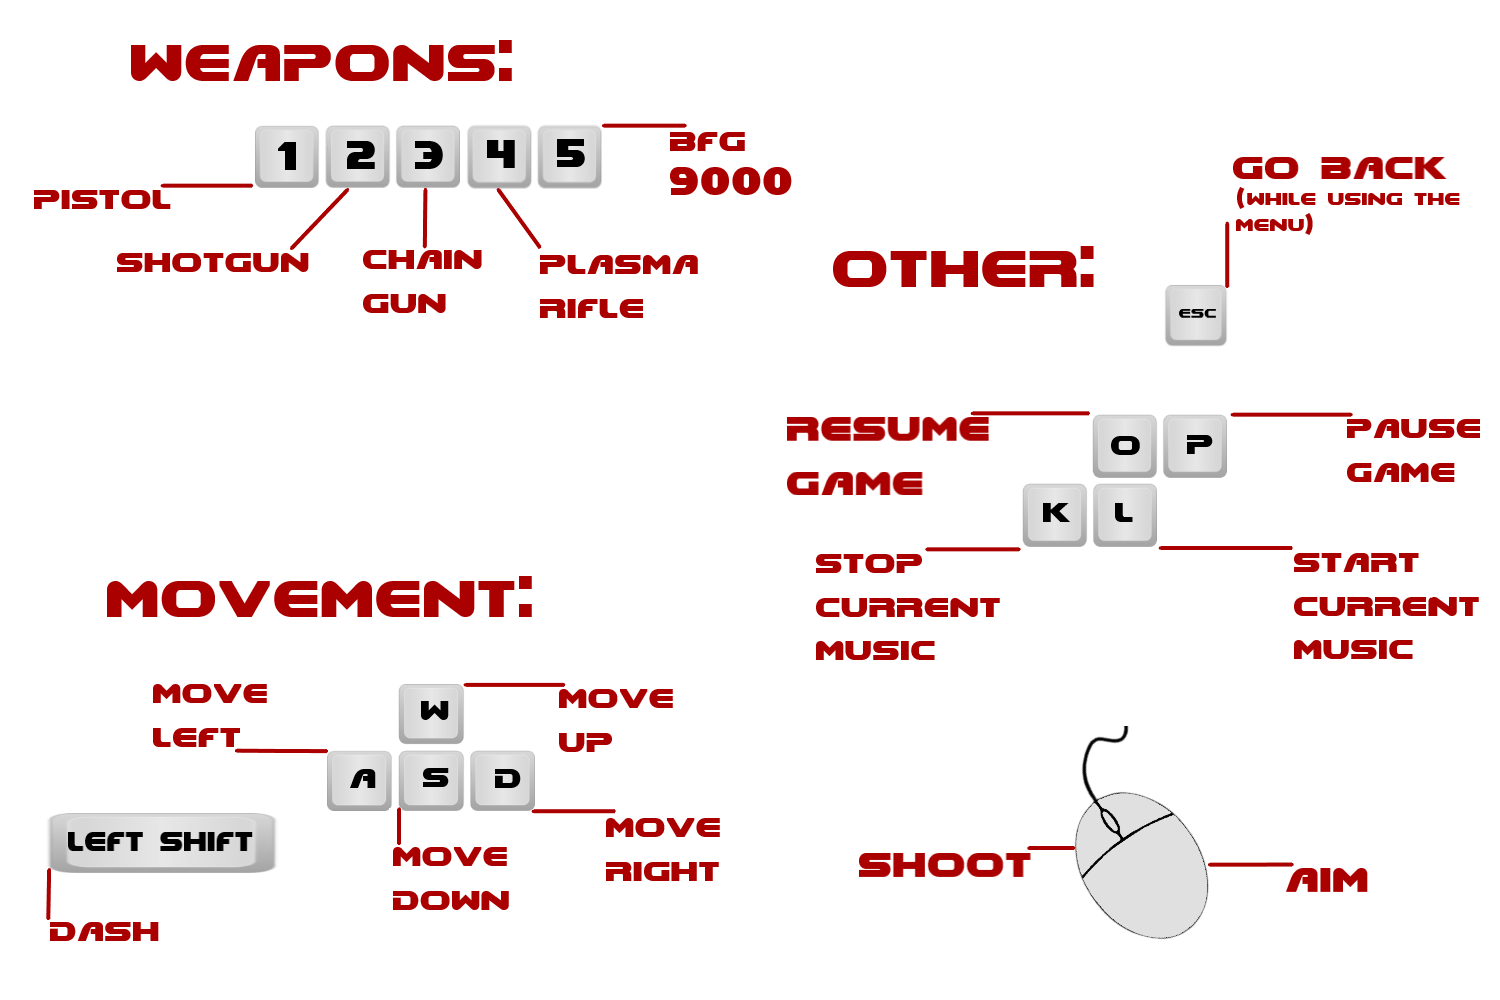 WEAPONS:
1 2 3 4 5
BFG
9000
PISTOL
SHOTGUN
CHAIN
GUN
PLASMA
RIFLE
OTHER:
GO BACK
(WHILE USING THE
MENU)
ESC
RESUME
GAME
O P
PAUSE
GAME
K L
STOP
CURRENT
MUSIC
START
CURRENT
MUSIC
MOVEMENT:
MOVE
LEFT
W
MOVE
UP
A S D
LEFT SHIFT
MOVE
DOWN
MOVE
RIGHT
DASH
SHOOT
AIM